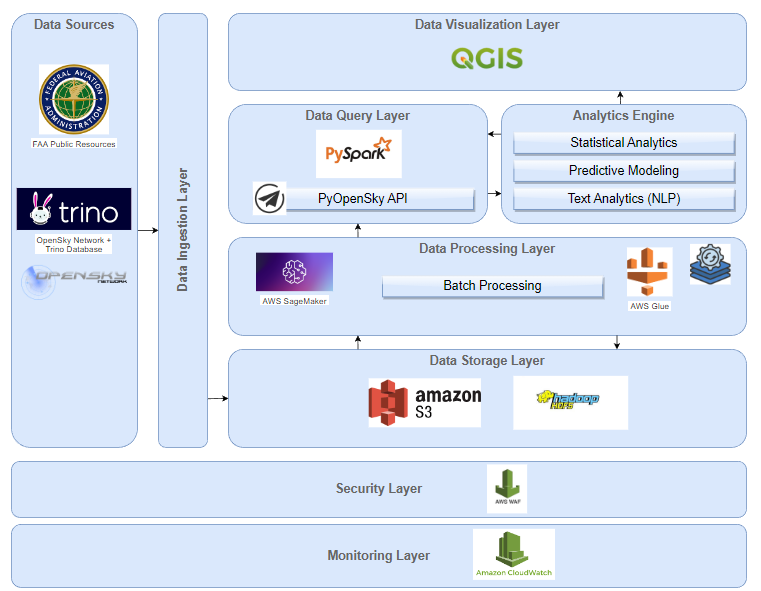 Data Sources
FEDERAL AVIATION
ADMINISTRATION
FAA Public Resources
trino
OpenSky Network +
Trino Database
OPENSKY
NETWORK
Data Ingestion Layer
Data Visualization Layer
QGIS
Data Query Layer
PySpark
PyOpenSky API
Analytics Engine
Statistical Analytics
Predictive Modeling
Text Analytics (NLP)
Data Processing Layer
AWS SageMaker
Batch Processing
AWS Glue
Data Storage Layer
amazon
S3
hadoop
HDFS
Security Layer
AWS WAF
Monitoring Layer
Amazon CloudWatch